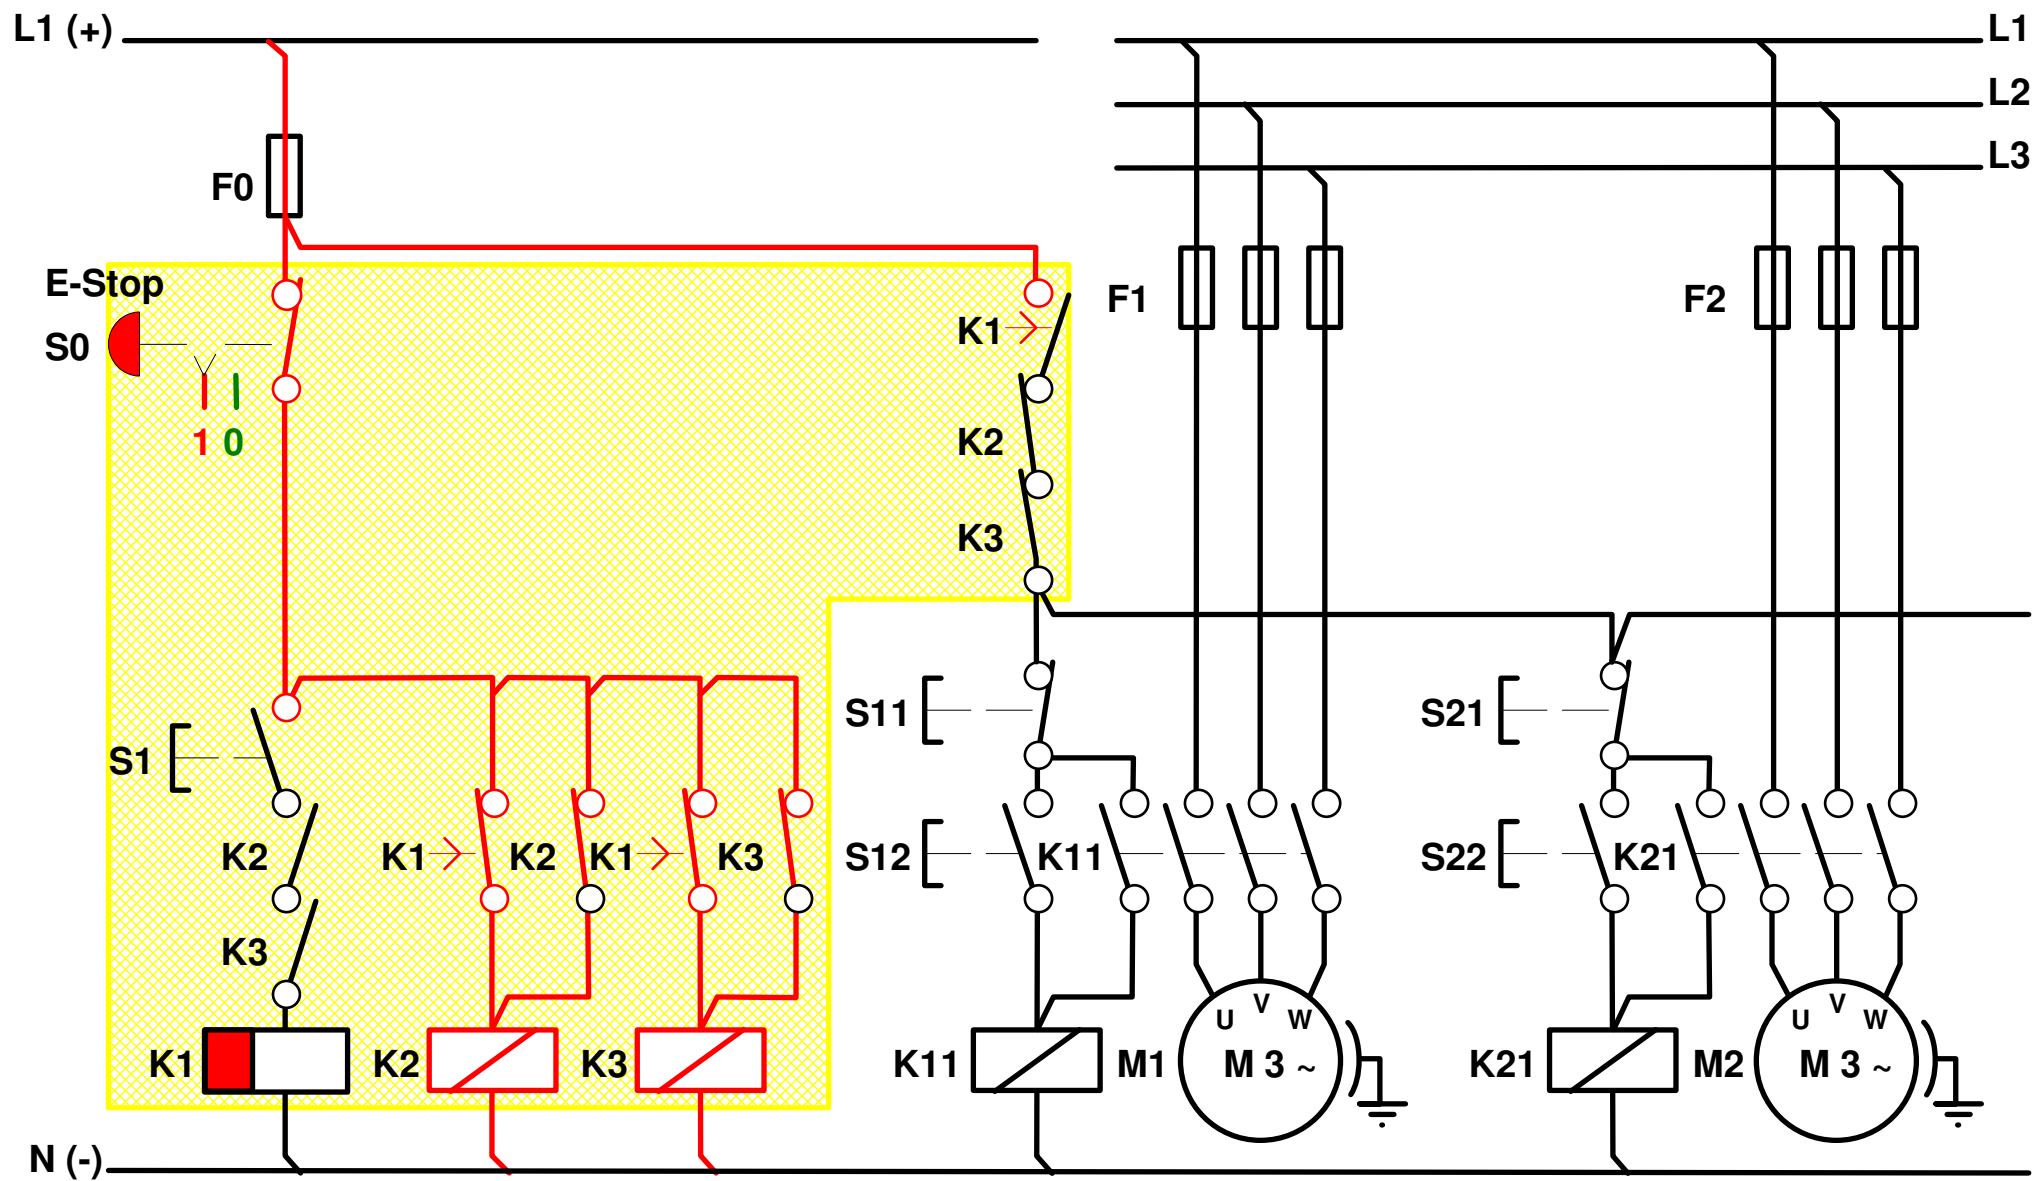 L1 (+)
L1
L2
L3
F0
E-Stop
S0
1 0
K1
K2
K3
F1
F2
S1
K2
K3
K1
K2
K1
K3
S11
S12
K11
S21
S22
K21
K1
K2
K3
K11
M1
U V W
M 3 ~
K21
M2
U V W
M 3 ~
N (-)